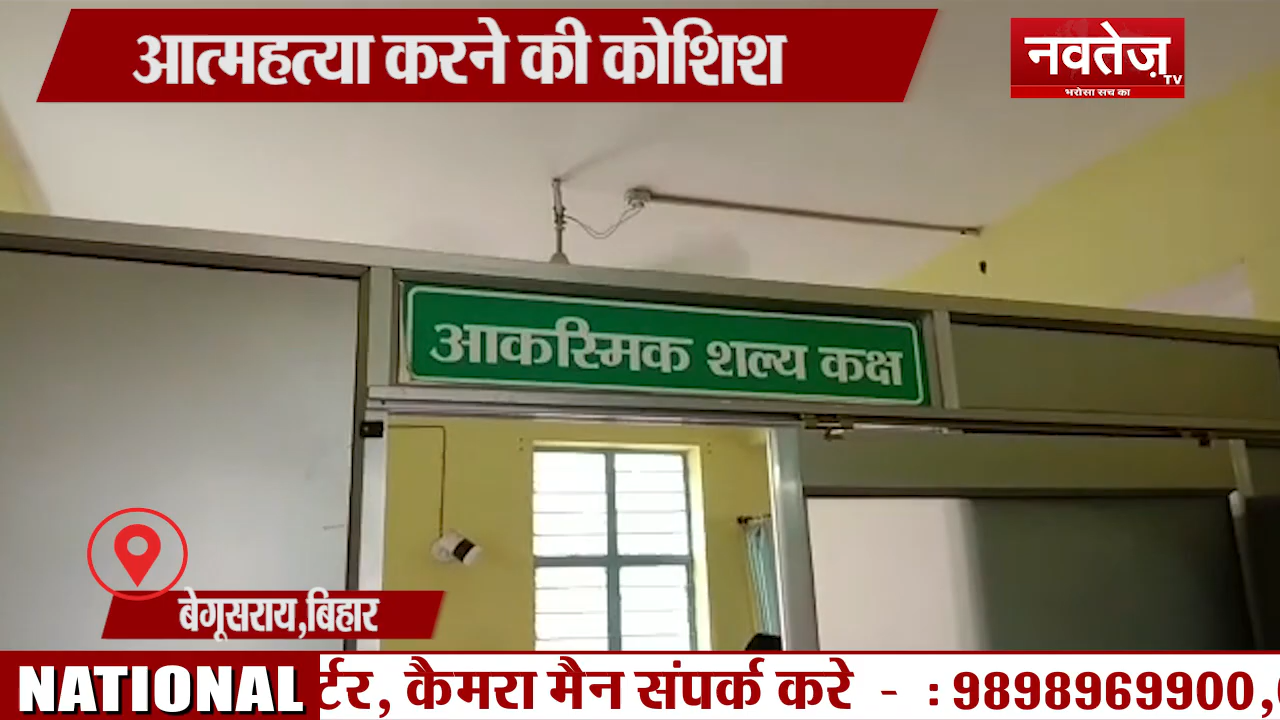 आत्महत्या करने की कोशिश
नवतेज़
TV
भरोसा सच का
आकस्मिक शल्य कक्ष
बेगूसराय,बिहार
NATIONAL
र्टर, कैमरा मैन संपर्क करे - : 9898969900,